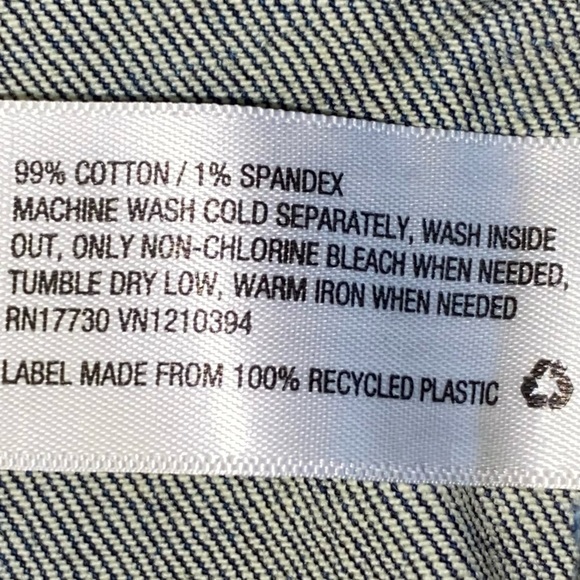 99% COTTON / 1% SPANDEX
MACHINE WASH COLD SEPARATELY, WASH INSIDE
OUT, ONLY NON-CHLORINE BLEACH WHEN NEEDED,
TUMBLE DRY LOW, WARM IRON WHEN NEEDED
RN17730 VN1210394
LABEL MADE FROM 100% RECYCLED PLASTIC